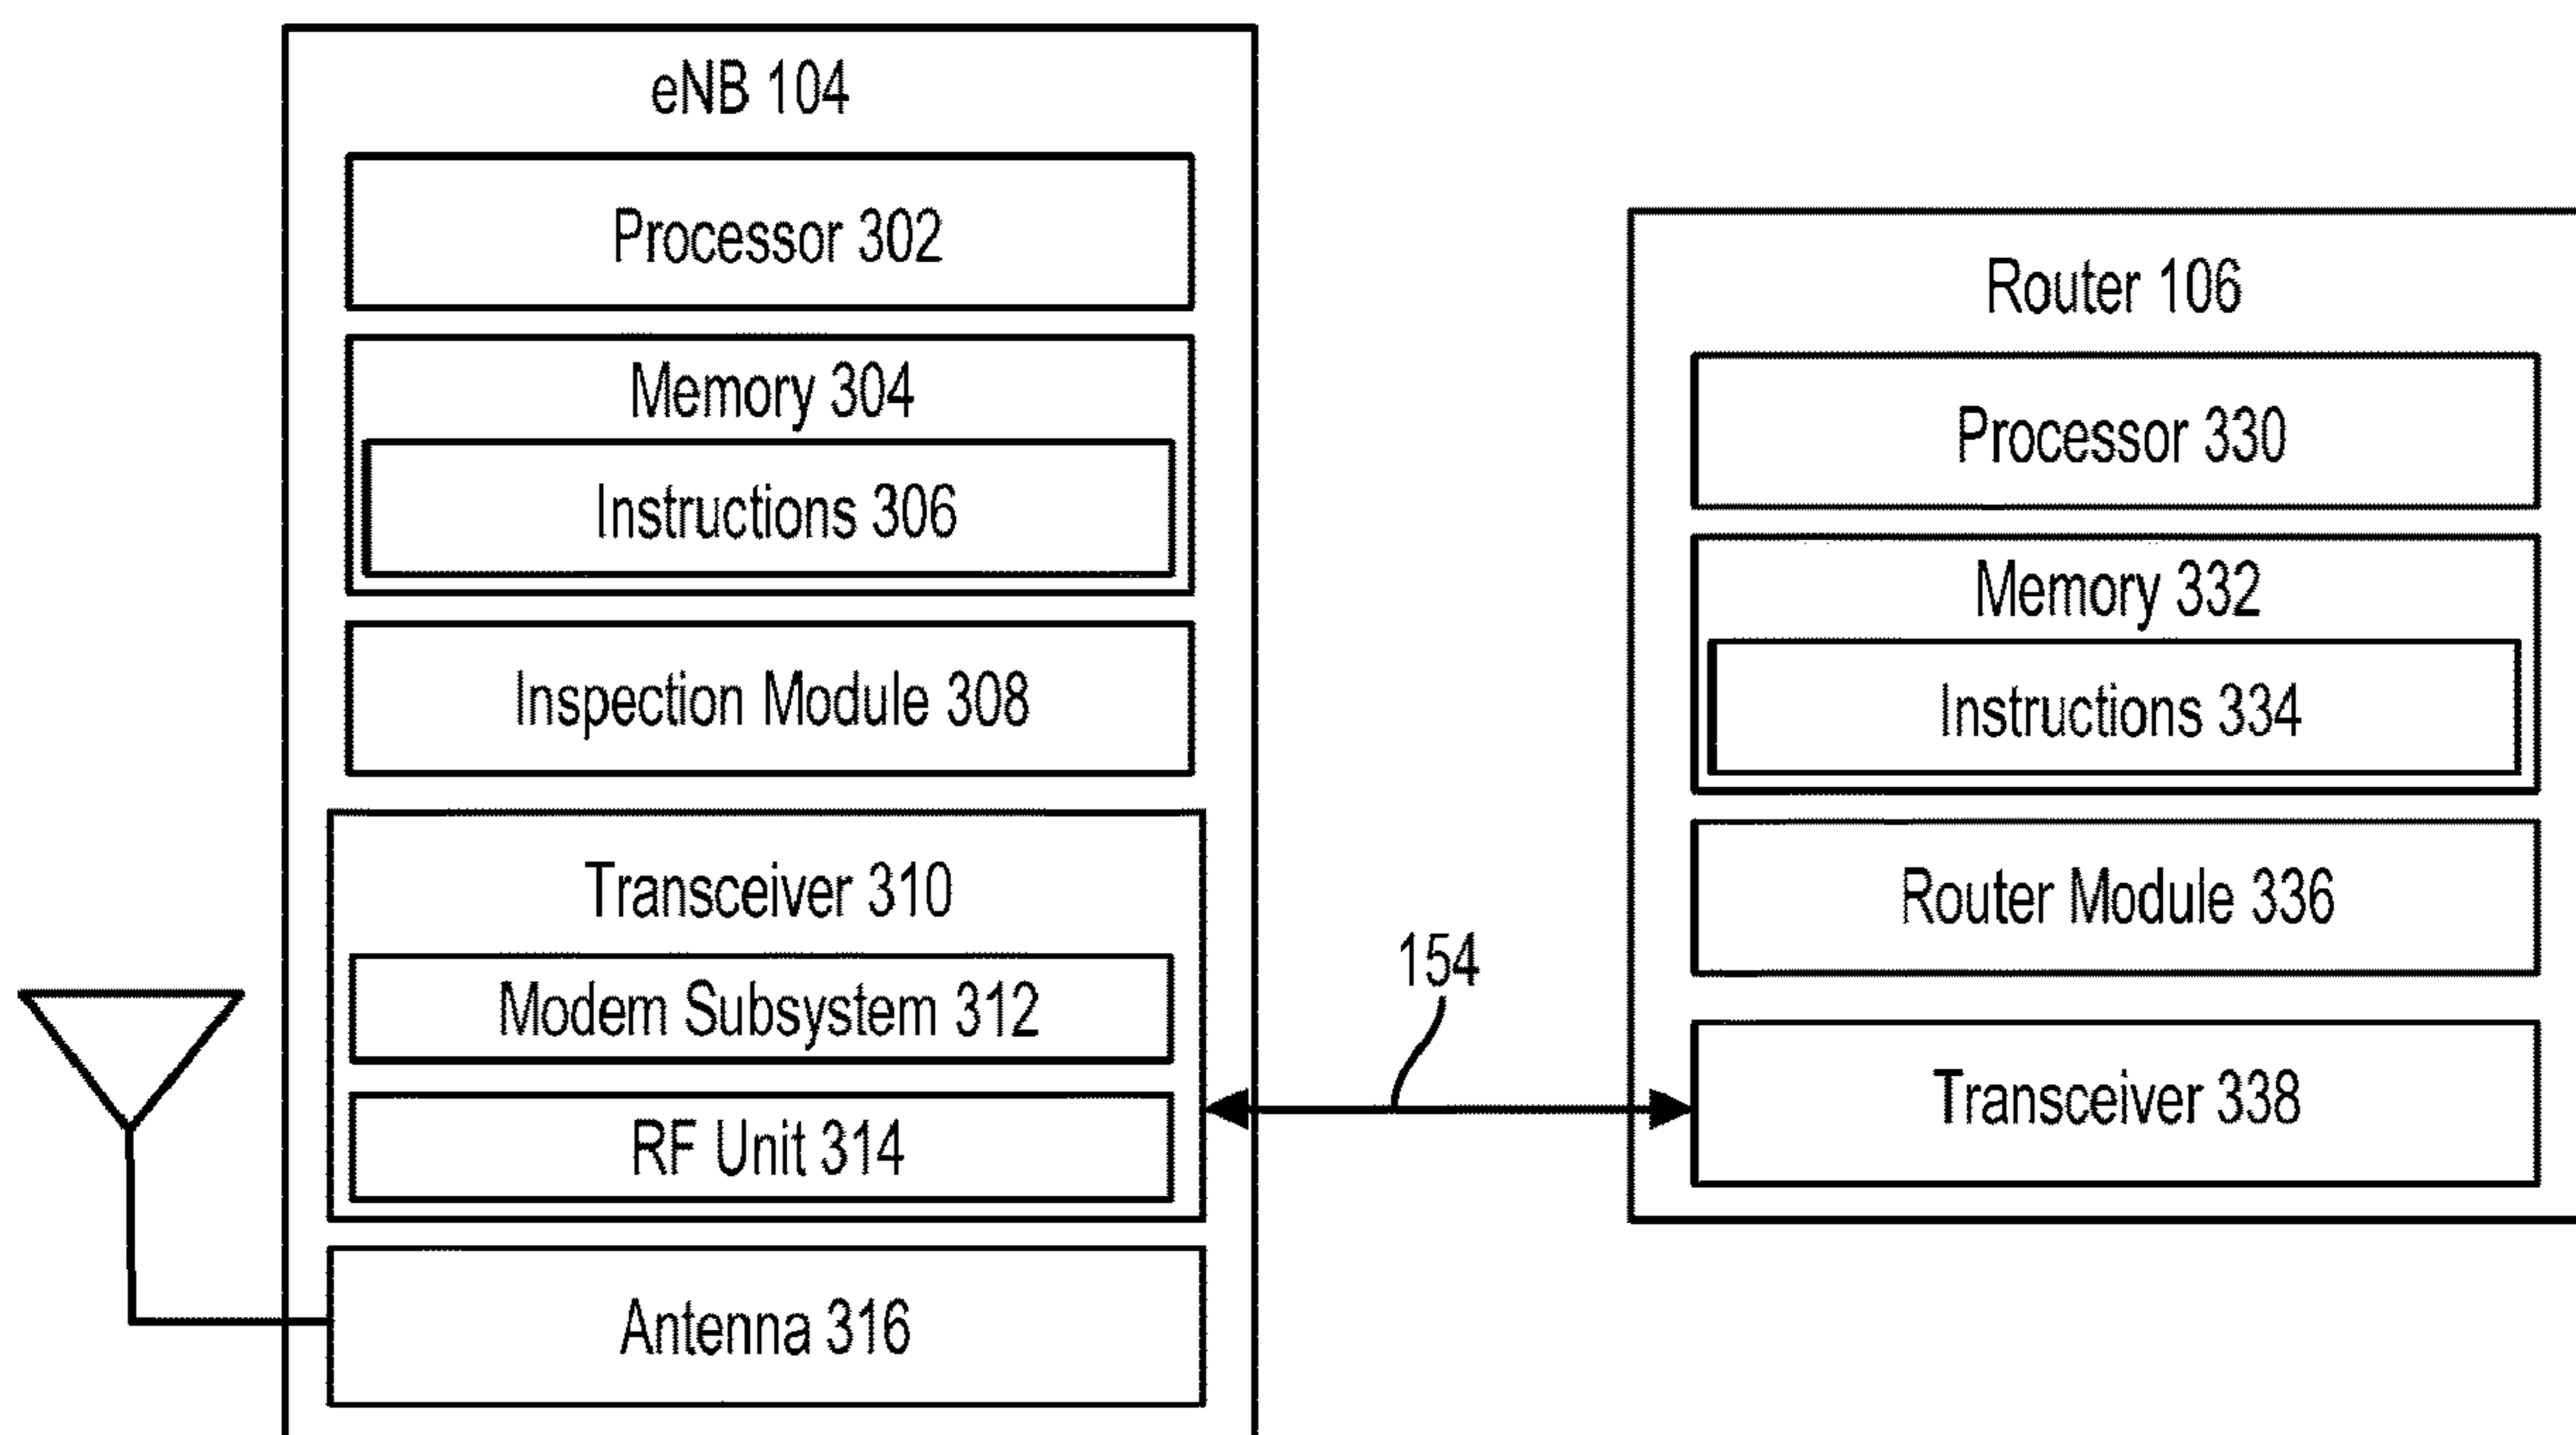 eNB 104
Processor 302
Memory 304
Instructions 306
Inspection Module 308
Transceiver 310
Modem Subsystem 312
RF Unit 314
Antenna 316
154
Router 106
Processor 330
Memory 332
Instructions 334
Router Module 336
Transceiver 338